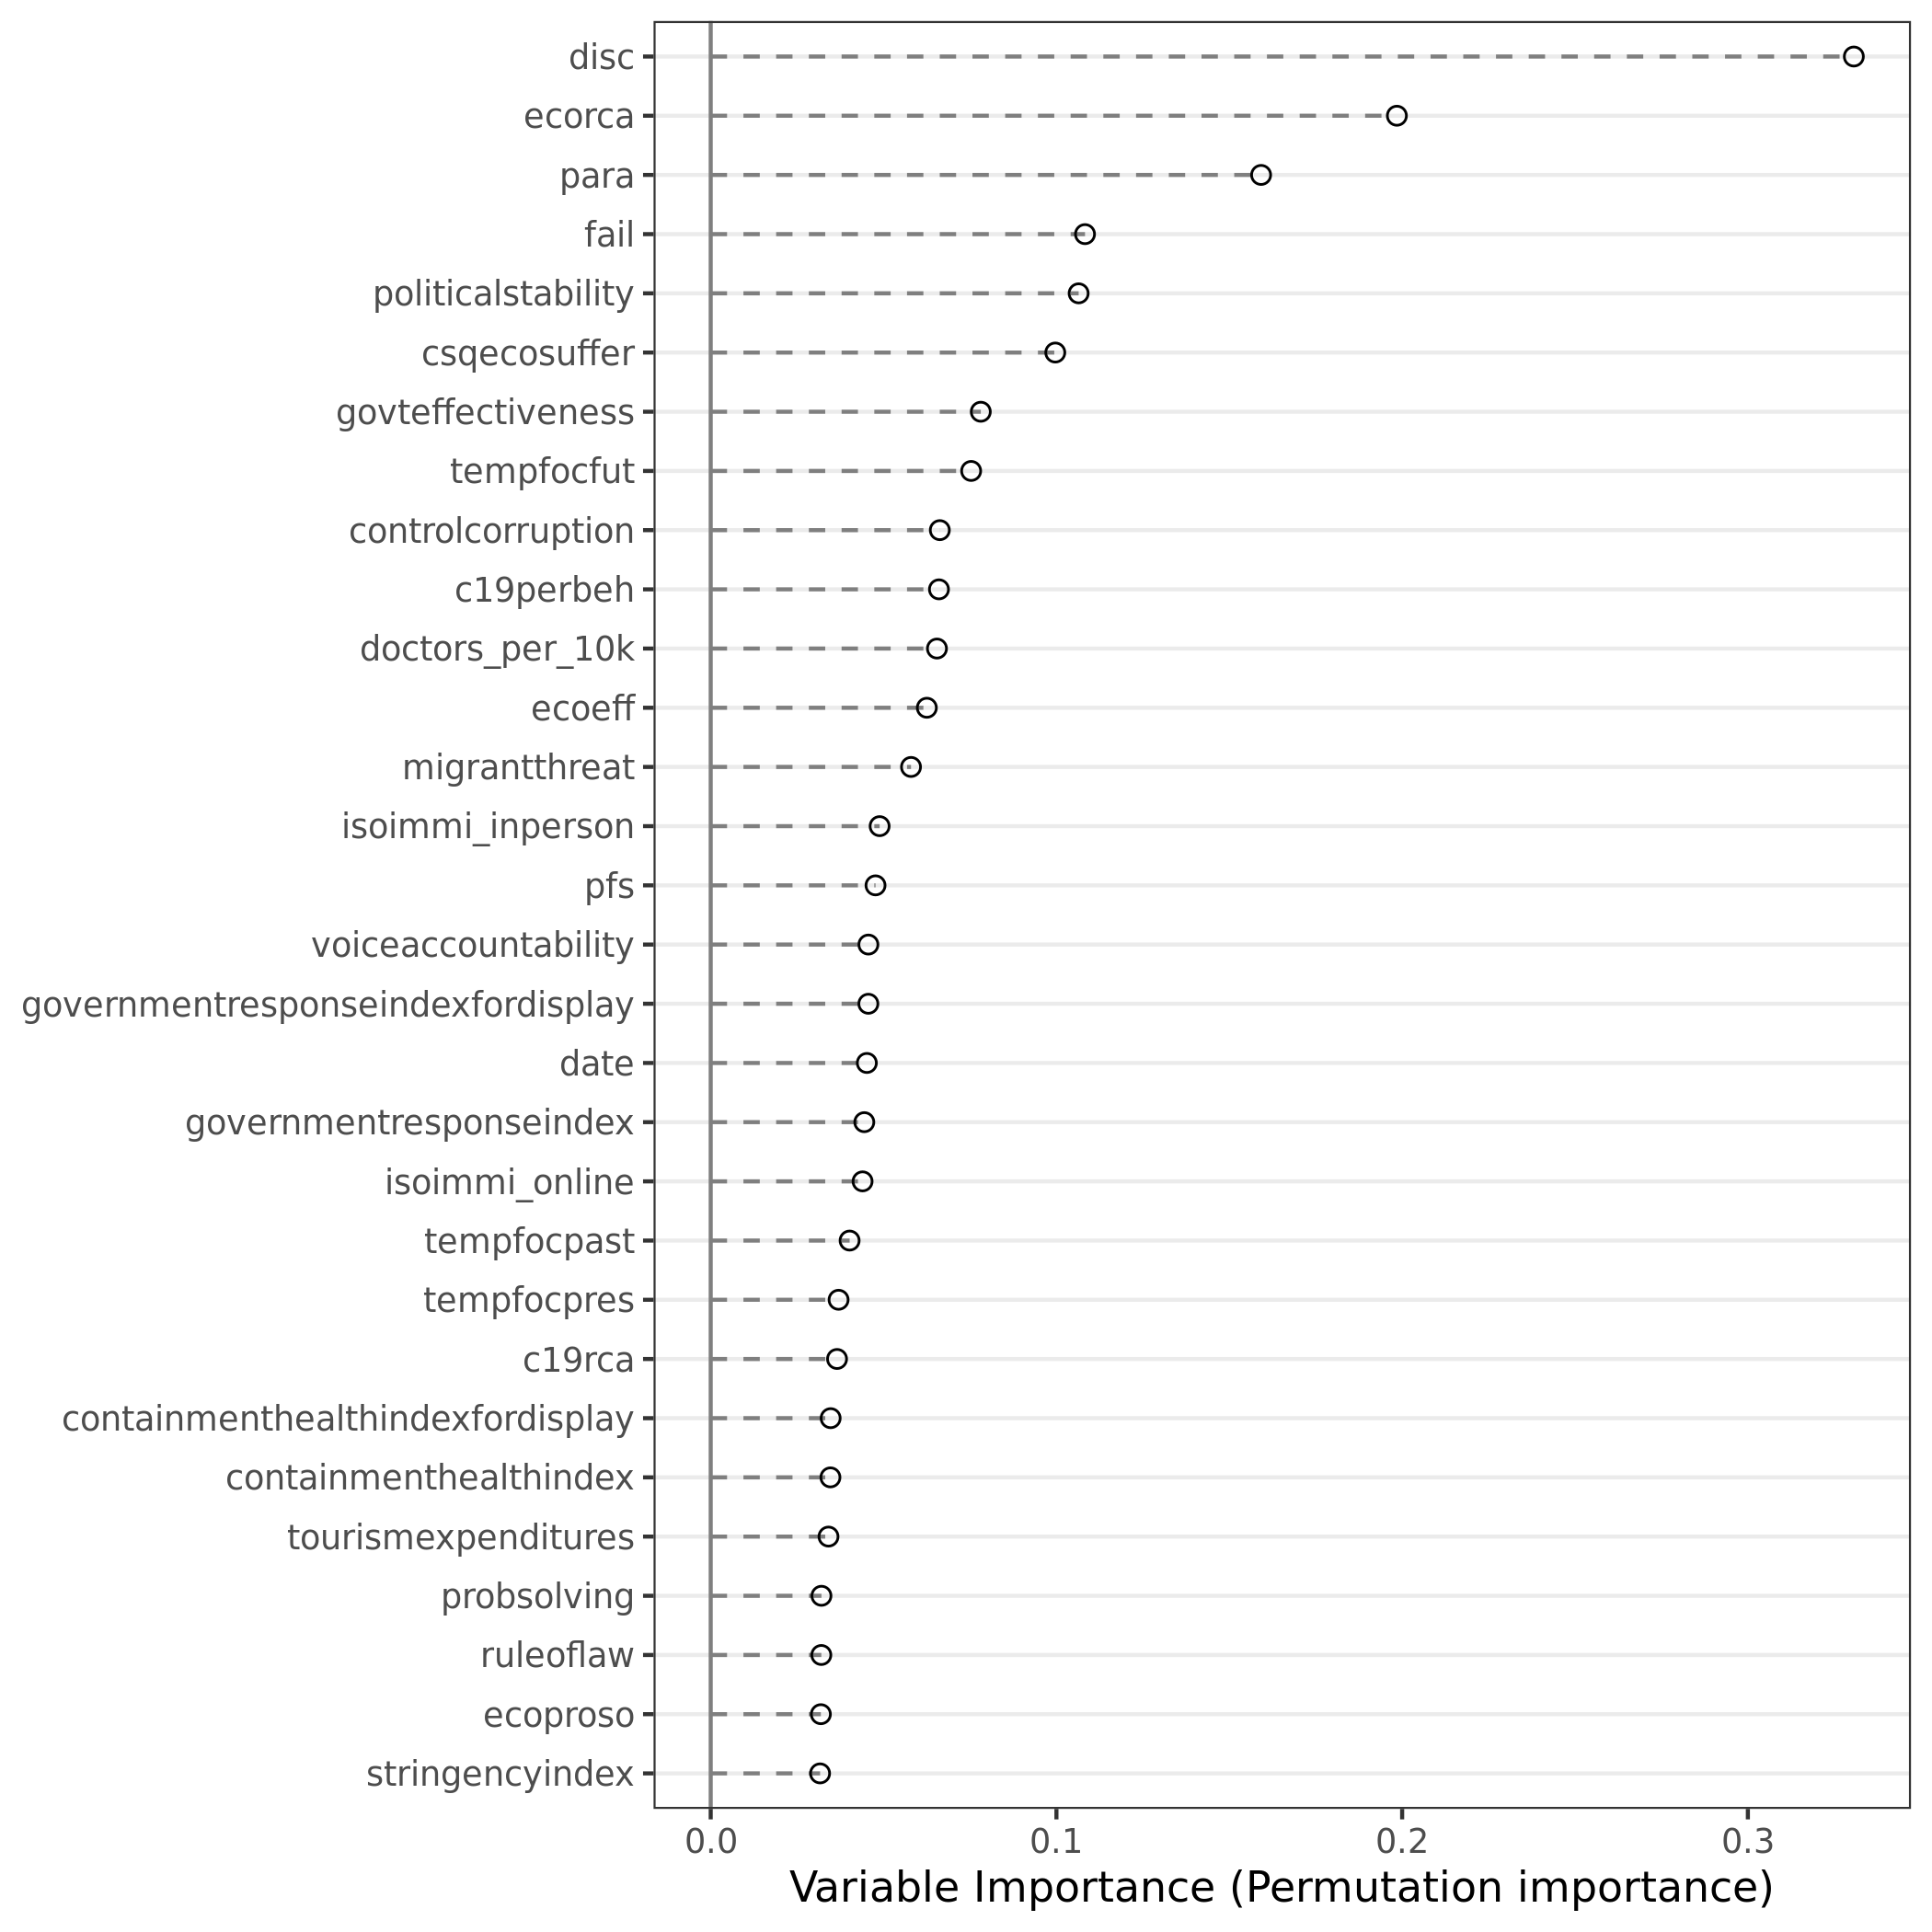 disc
ecorca
para
fail
politicalstability
csqecosuffer
govteffectiveness
tempfocfut
controlcorruption
c19perbeh
doctors_per_10k
ecoeff
migrantthreat
isoimmi_inperson
pfs
voiceaccountability
governmentresponseindexfordisplay
date
governmentresponseindex
isoimmi_online
tempfocpast
tempfocpres
c19rca
containmenthealthindexfordisplay
containmenthealthindex
tourismexpenditures
probsolving
ruleoflaw
ecoproso
stringencyindex
0.0 0.1 0.2 0.3
Variable Importance (Permutation importance)